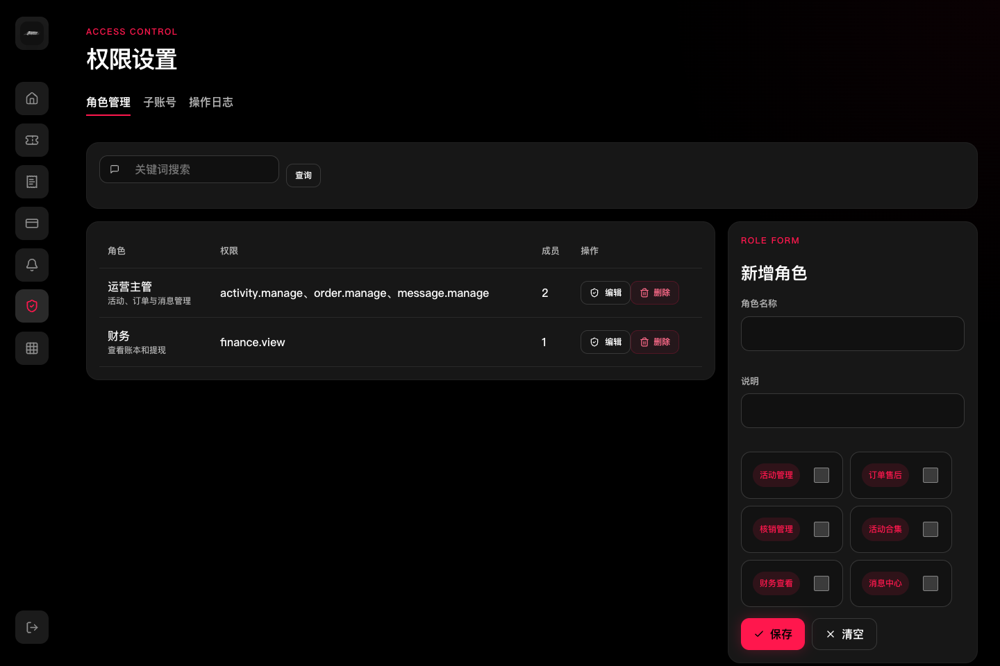 ACCESS CONTROL
权限设置
角色管理 子账号 操作日志
关键词搜索 查询
角色 权限 成员 操作
运营主管
活动、订单与消息管理
activity.manage、order.manage、message.manage 2 编辑 删除
财务
查看账本和提现
finance.view 1 编辑 删除
ROLE FORM
新增角色
角色名称
说明
活动管理 订单售后
核销管理 活动合集
财务查看 消息中心
保存 清空